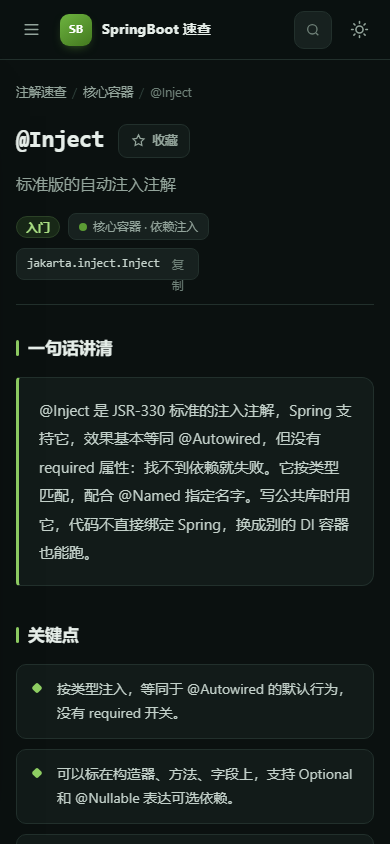 SB SpringBoot 速查
注解速查 / 核心容器 / @Inject
@Inject
收藏
标准版的自动注入注解
入门
核心容器 · 依赖注入
jakarta.inject.Inject 复制
一句话讲清
@Inject 是 JSR-330 标准的注入注解，Spring 支
持它，效果基本等同 @Autowired，但没有
required 属性：找不到依赖就失败。它按类型
匹配，配合 @Named 指定名字。写公共库时用
它，代码不直接绑定 Spring，换成别的 DI 容器
也能跑。
关键点
按类型注入，等同于 @Autowired 的默认行为，
没有 required 开关。
可以标在构造器、方法、字段上，支持 Optional
和 @Nullable 表达可选依赖。